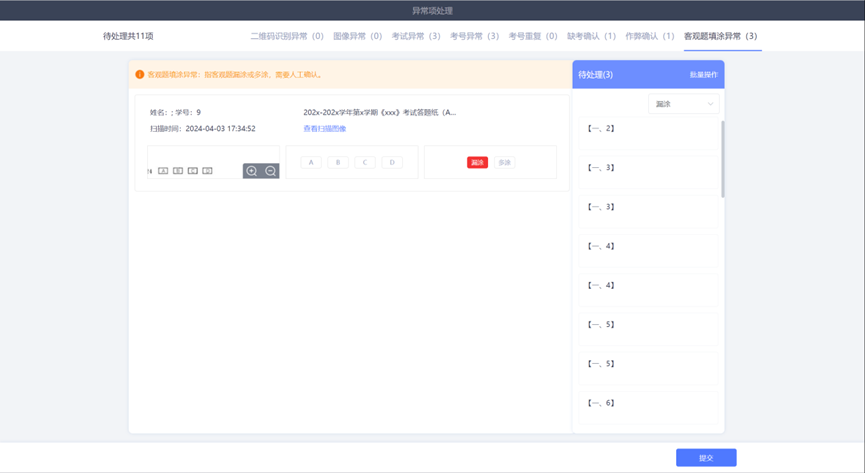 异常项处理
待处理共11项
二维码识别异常（0） 图像异常（0） 考试异常（3） 考号异常（3） 考号重复（0） 缺考确认（1） 作弊确认（1） 客观题填涂异常（3）
客观题填涂异常：指客观题漏涂或多涂，需要人工确认。
姓名：; 学号：9
202x-202x学年第x学期《xxx》考试答题纸（A...
扫描时间：2024-04-03 17:34:52
查看扫描图像
A B C D
A B C D
漏涂 多涂
待处理(3) 批量操作
漏涂
【一、2】
【一、3】
【一、3】
【一、4】
【一、4】
【一、5】
【一、5】
【一、6】
提交